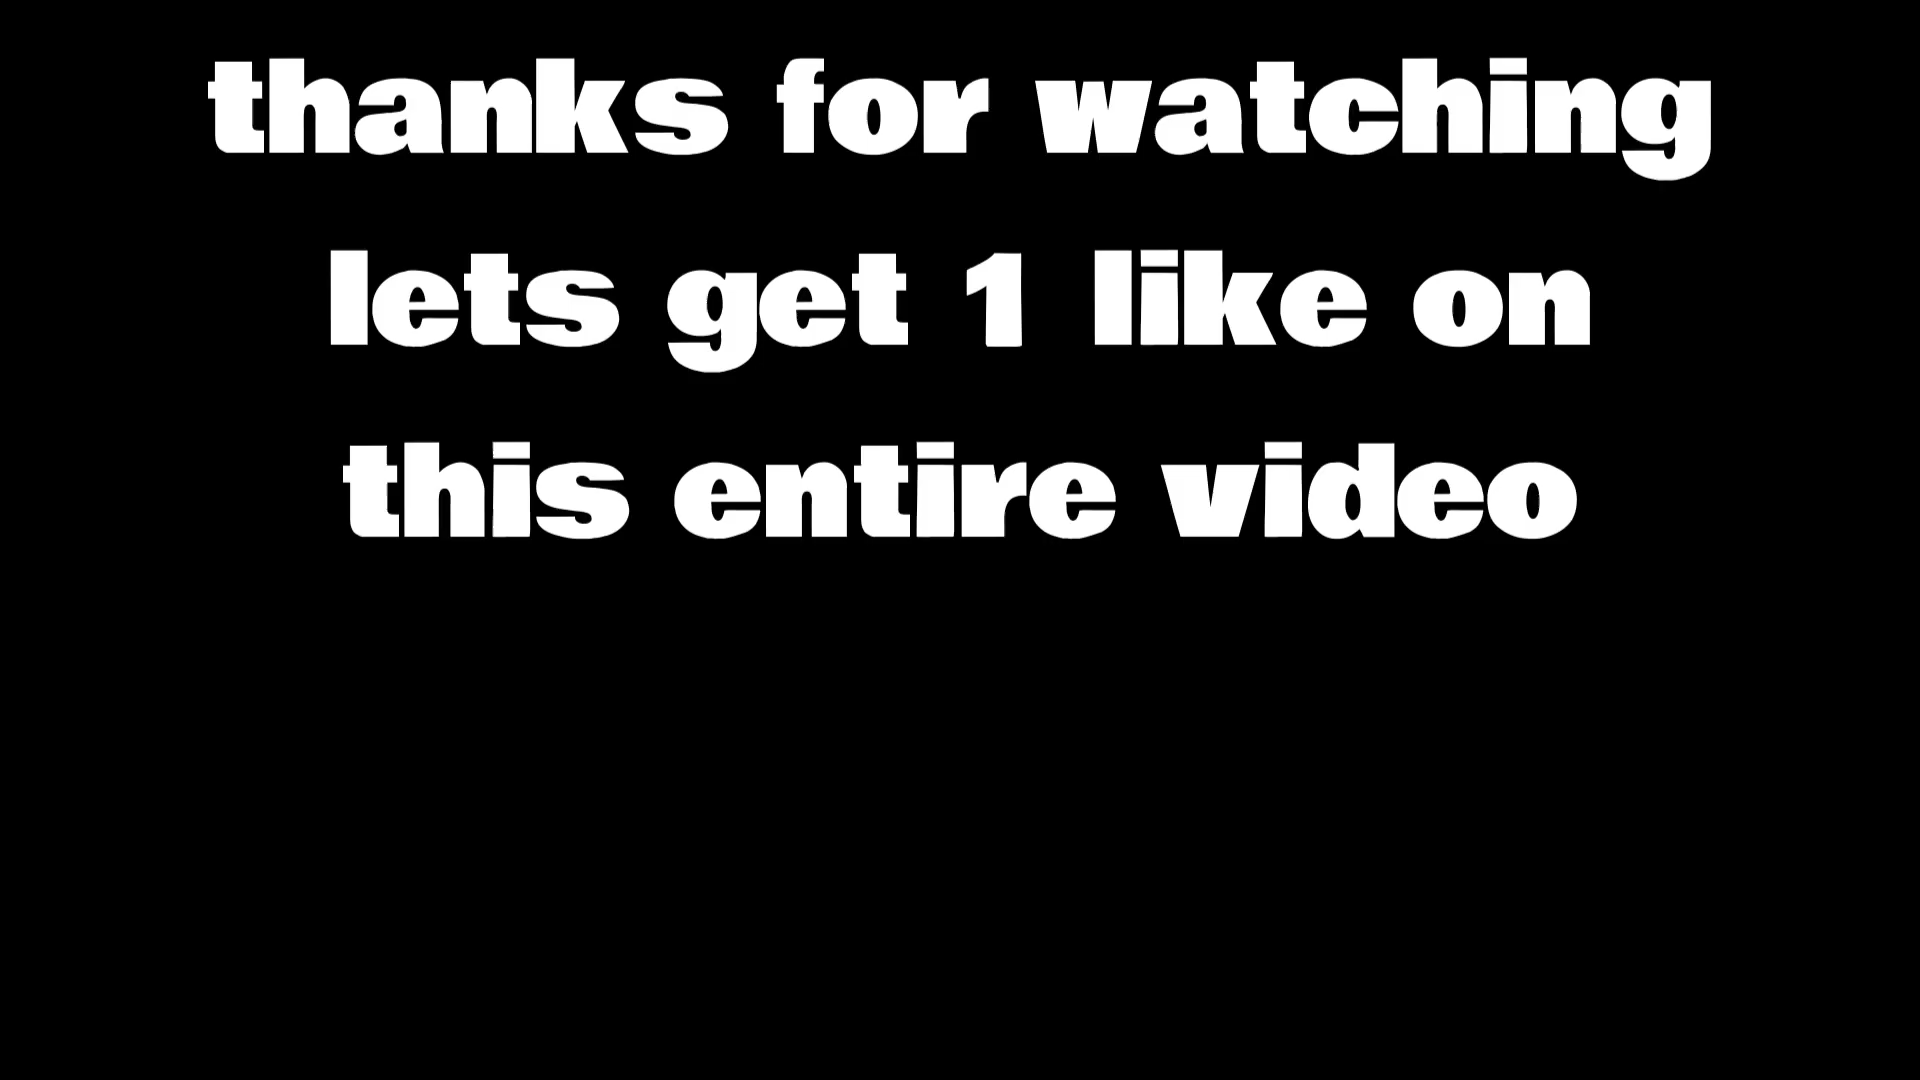 thanks for watching
lets get 1 like on
this entire video